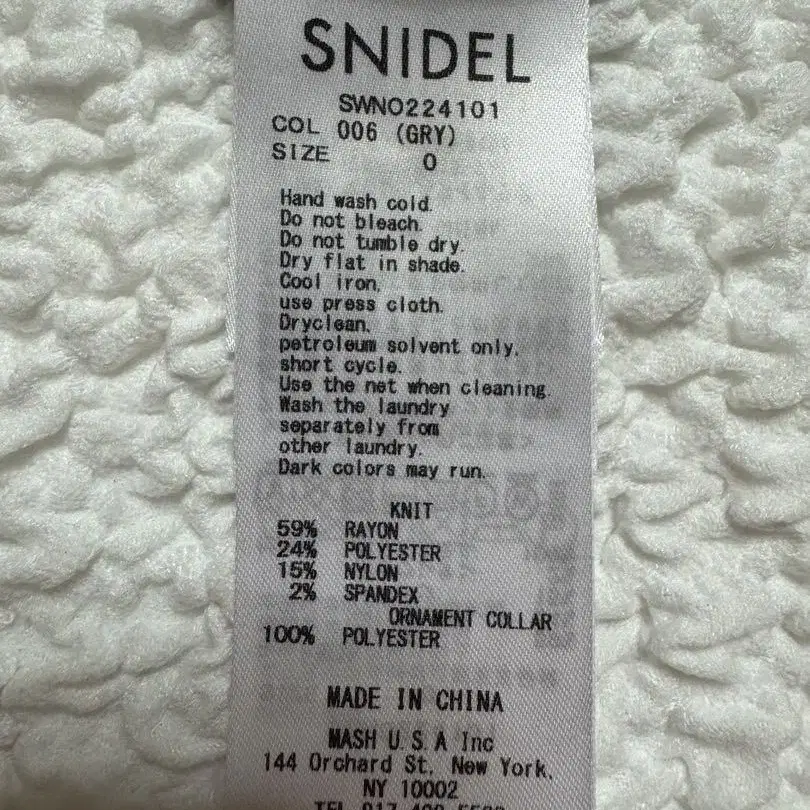 SNIDEL
SWNO224101
COL 006 (GRY)
SIZE 0
Hand wash cold.
Do not bleach.
Do not tumble dry.
Dry flat in shade.
Cool iron.
use press cloth.
Dryclean.
petroleum solvent only.
short cycle.
Use the net when cleaning.
Wash the laundry
separately from
other laundry.
Dark colors may run.
KNIT
59% RAYON
24% POLYESTER
15% NYLON
2% SPANDEX
ORNAMENT COLLAR
100% POLYESTER
MADE IN CHINA
MASH U.S.A Inc
144 Orchard St. New York.
NY 10002
TEL